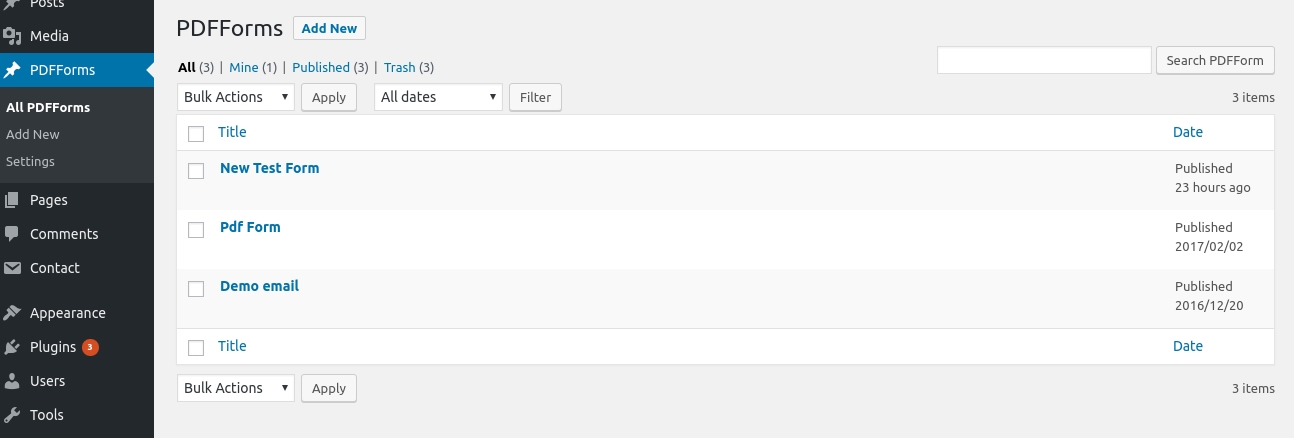 Posts
Media
PDFForms
All PDFForms
Add New
Settings
Pages
Comments
Contact
Appearance
Plugins 3
Users
Tools
PDFForms Add New
All (3) | Mine (1) | Published (3) | Trash (3)
Search PDFForm
Bulk Actions Apply All dates Filter 3 items
Title Date
New Test Form Published
23 hours ago
Pdf Form Published
2017/02/02
Demo email Published
2016/12/20
Title Date
Bulk Actions Apply 3 items